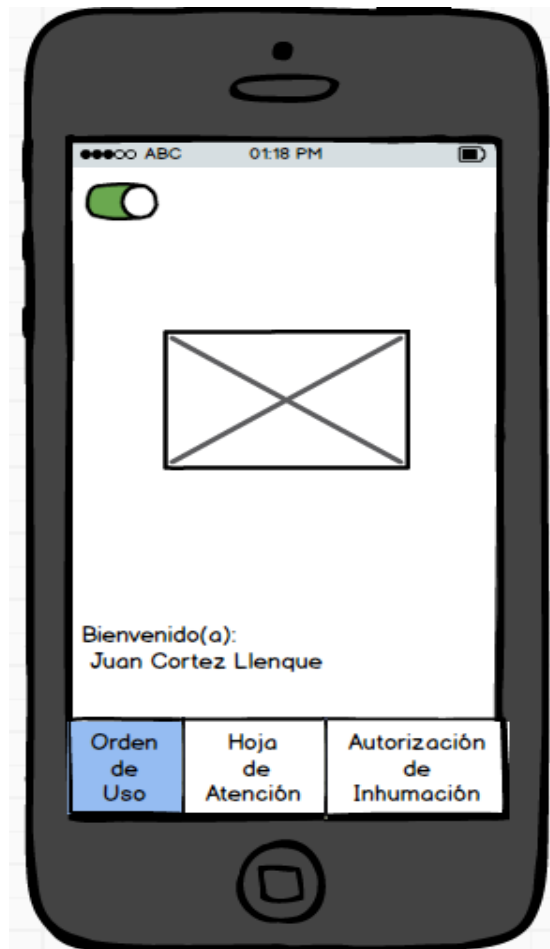 ABC 01:18 PM
Bienvenido(a):
Juan Cortez Llenque
Orden
de
Uso
Hoja
de
Atención
Autorización
de
Inhumación